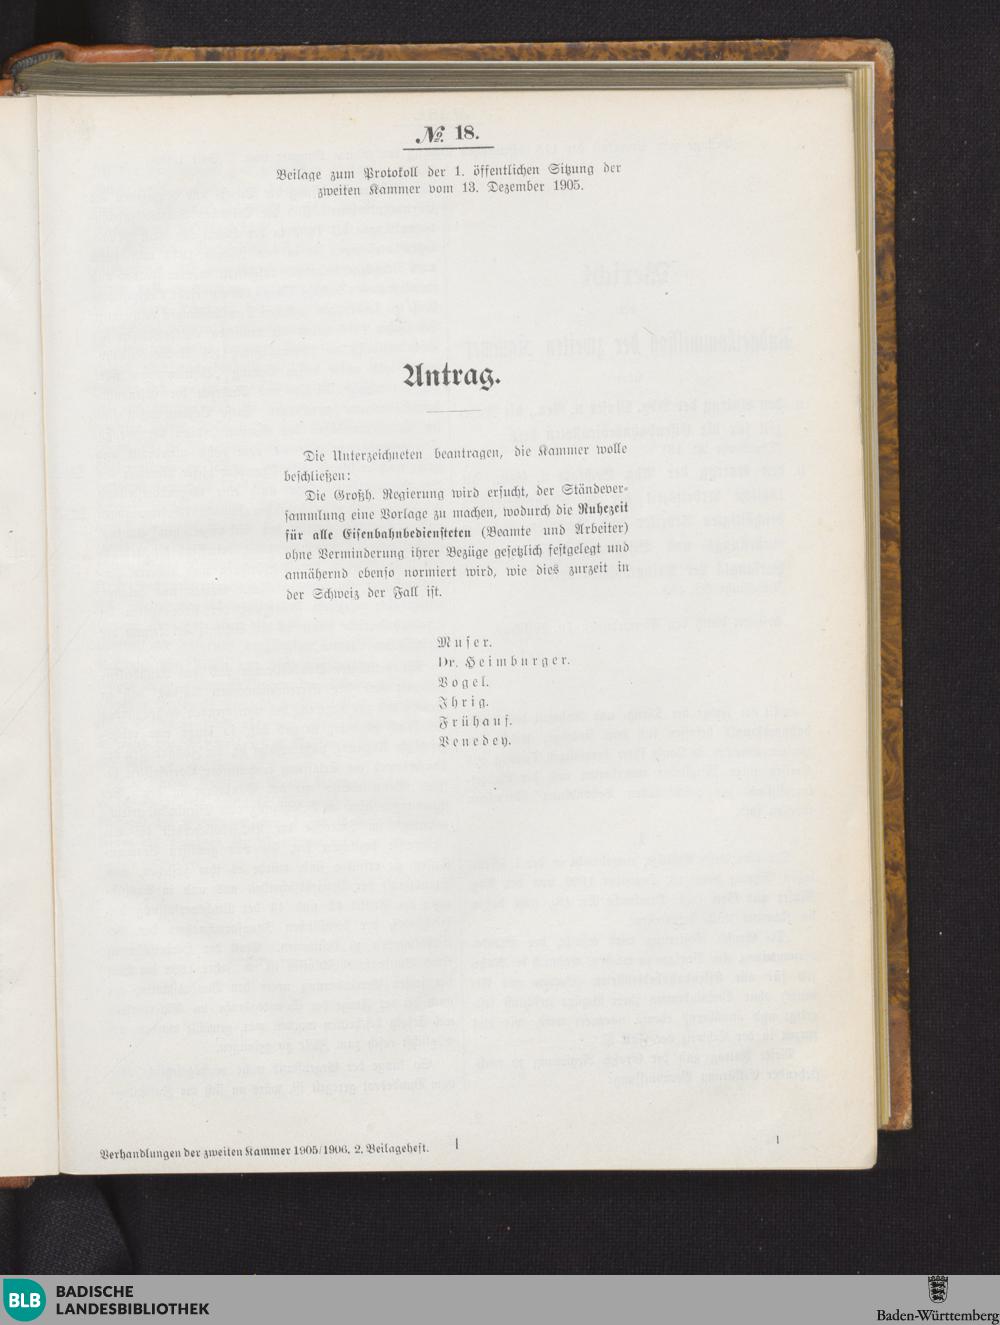 № 18.
Beilage zum Protokoll der 1. öffentlichen Sitzung der
zweiten Kammer vom 13. Dezember 1905.
Antrag.
Die Unterzeichneten beantragen, die Kammer wolle
beschließen:
Die Großh. Regierung wird ersucht, der Ständever-
sammlung eine Vorlage zu machen, wodurch die Ruhezeit
für alle Eisenbahnbediensteten (Beamte und Arbeiter)
ohne Verminderung ihrer Bezüge gesetzlich festgelegt und
annähernd ebenso normiert wird, wie dies zurzeit in
der Schweiz der Fall ist.
Muser.
Dr. Heimburger.
Vogel.
Ihrig.
Frühauf.
Venedey.
Verhandlungen der zweiten Kammer 1905/1906. 2. Beilageheft.
1
BLB BADISCHE
LANDESBIBLIOTHEK
Baden-Württemberg